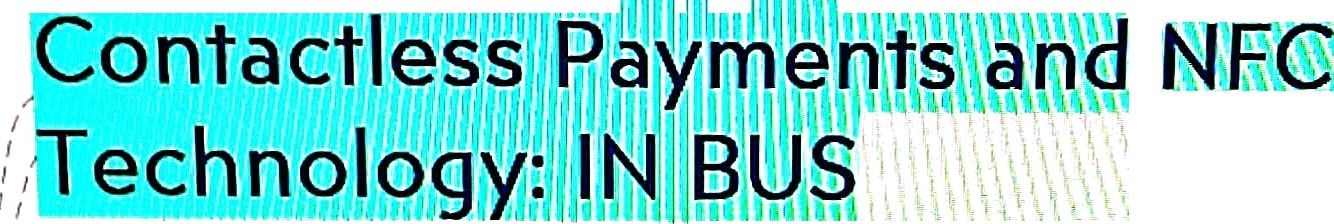 Contactless Payments and NFC
Technology: IN BUS